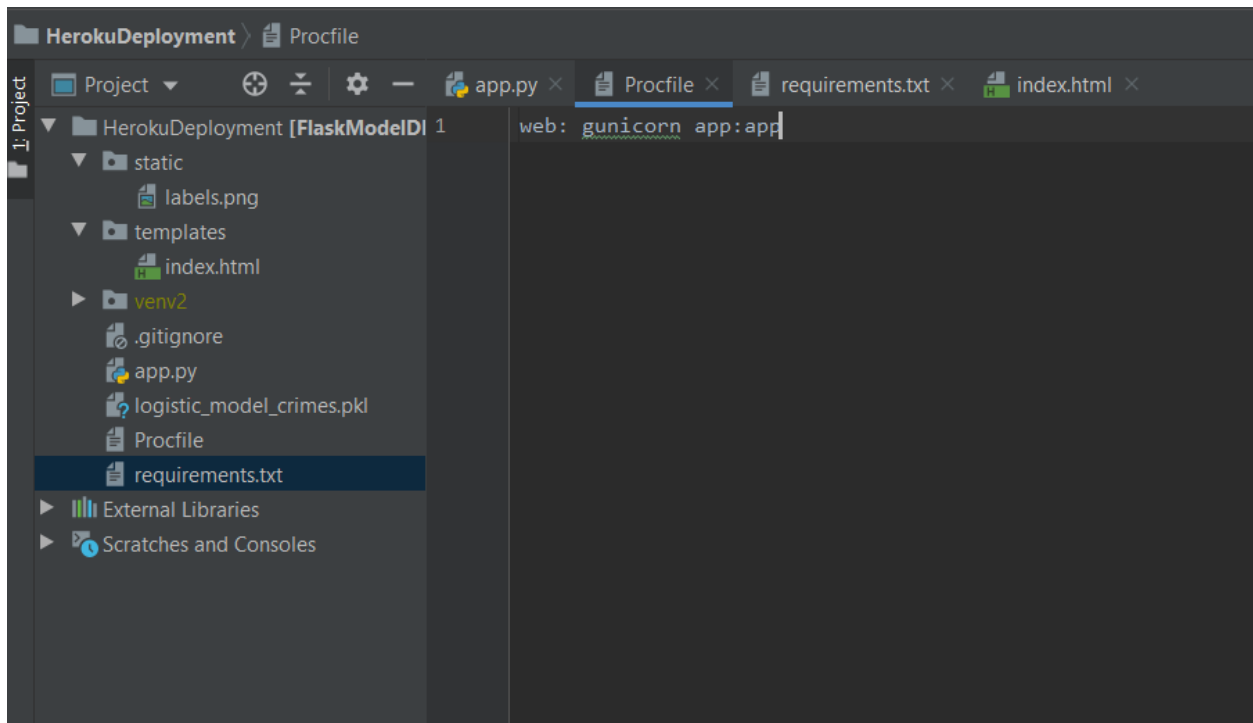 HerokuDeployment Procfile
1: Project
Project
app.py
Procfile
requirements.txt
index.html
HerokuDeployment [FlaskModelDl
static
labels.png
templates
index.html
venv2
.gitignore
app.py
logistic_model_crimes.pkl
Procfile
requirements.txt
External Libraries
Scratches and Consoles
1 web: gunicorn app:app